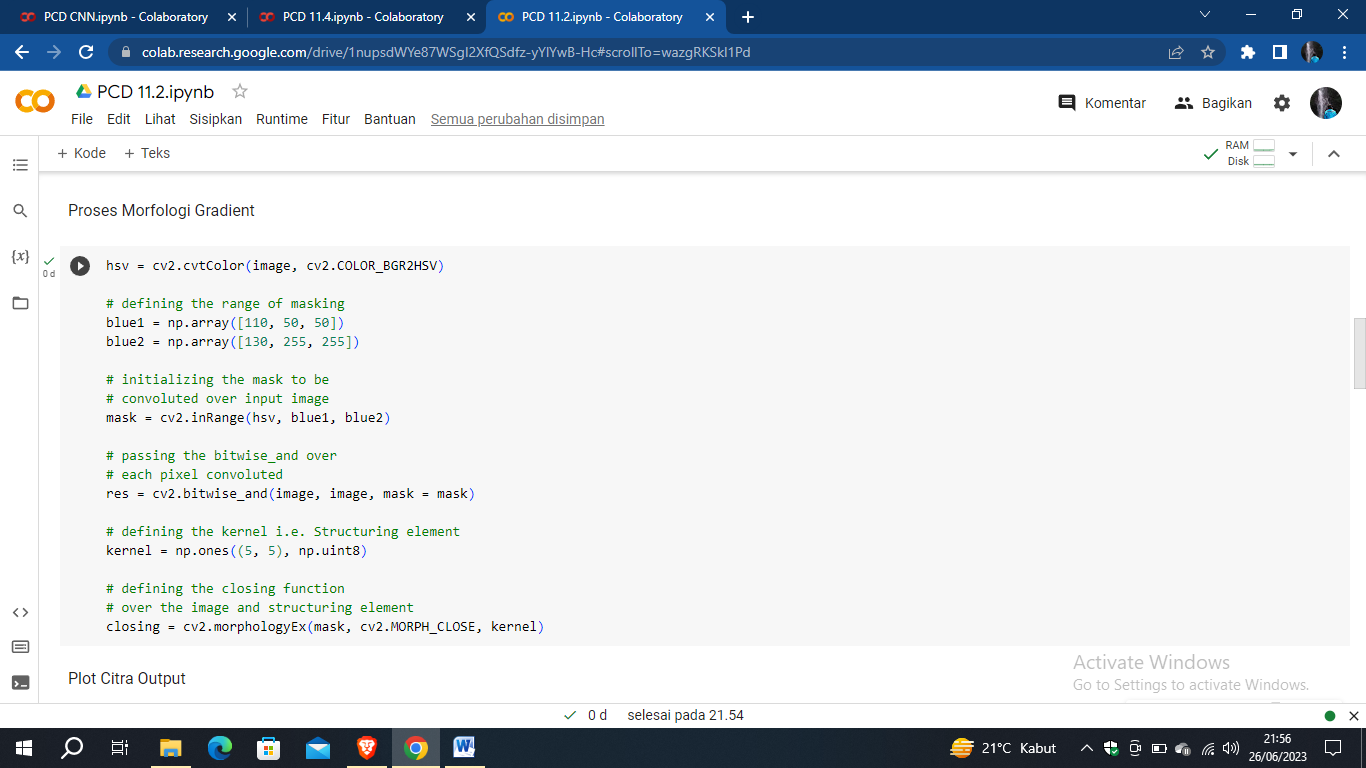 PCD CNN.ipynb - Colaboratory
PCD 11.4.ipynb - Colaboratory
PCD 11.2.ipynb - Colaboratory
colab.research.google.com/drive/1nupsdWYe87WSgI2XfQSdfz-yYlYwB-Hc#scrollTo=wazgRKSkI1Pd
PCD 11.2.ipynb
File Edit Lihat Sisipkan Runtime Fitur Bantuan Semua perubahan disimpan
Komentar
Bagikan
+ Kode + Teks
RAM
Disk
Proses Morfologi Gradient
{x}
0 d
hsv = cv2.cvtColor(image, cv2.COLOR_BGR2HSV)
# defining the range of masking
blue1 = np.array([110, 50, 50])
blue2 = np.array([130, 255, 255])
# initializing the mask to be
# convoluted over input image
mask = cv2.inRange(hsv, blue1, blue2)
# passing the bitwise_and over
# each pixel convoluted
res = cv2.bitwise_and(image, image, mask = mask)
# defining the kernel i.e. Structuring element
kernel = np.ones((5, 5), np.uint8)
# defining the closing function
# over the image and structuring element
closing = cv2.morphologyEx(mask, cv2.MORPH_CLOSE, kernel)
Plot Citra Output
Activate Windows
Go to Settings to activate Windows.
0 d selesai pada 21.54
21°C Kabut
21:56
26/06/2023